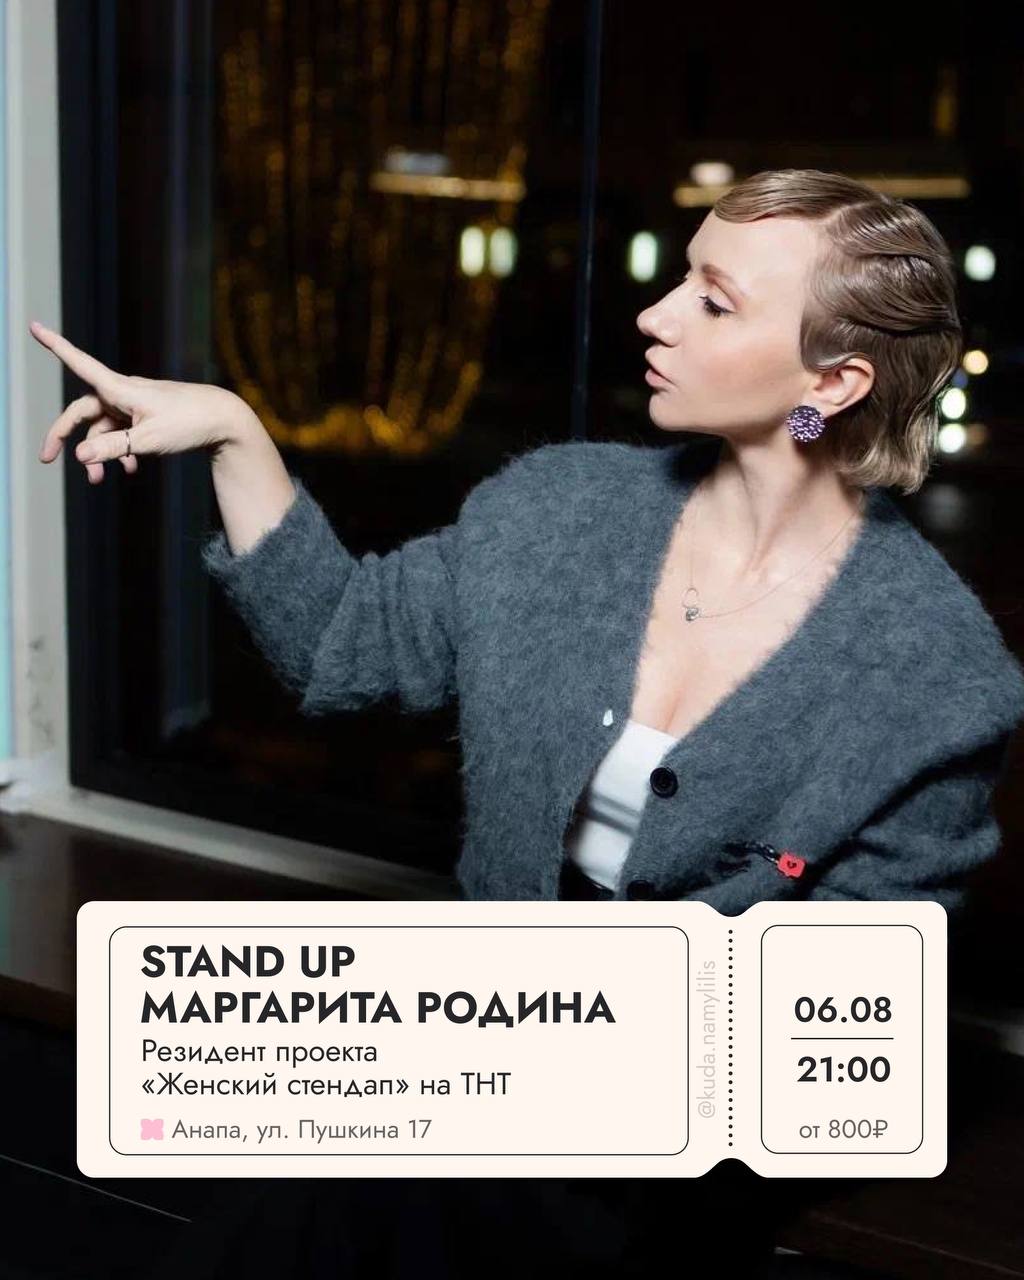 STAND UP
МАРГАРИТА РОДИНА
Резидент проекта
«Женский стендап» на ТНТ
Анапа, ул. Пушкина 17
@kuda.namylilis
06.08
21:00
от 800₽